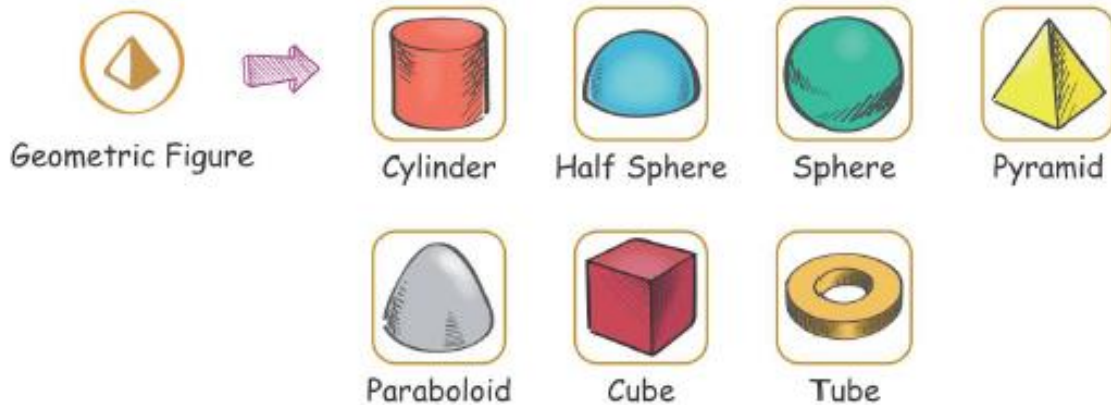 Geometric Figure
Cylinder
Half Sphere
Sphere
Pyramid
Paraboloid
Cube
Tube